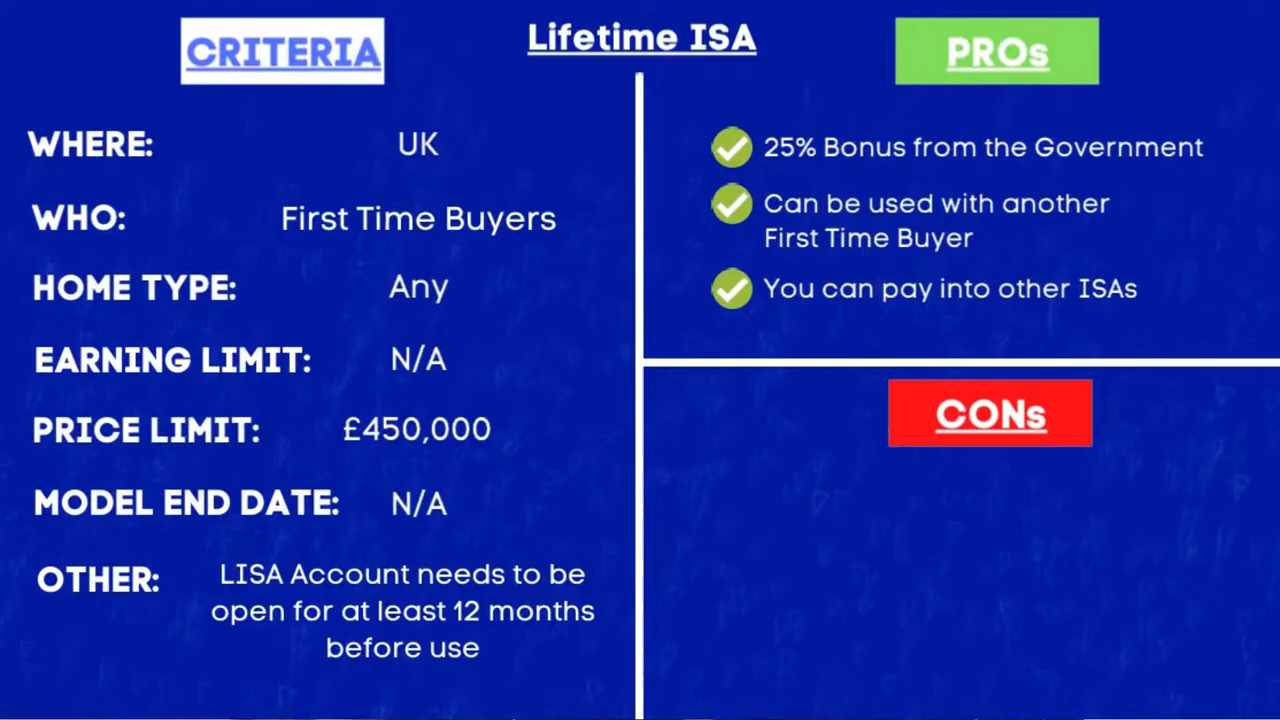 Lifetime ISA
CRITERIA
WHERE: UK
WHO: First Time Buyers
HOME TYPE: Any
EARNING LIMIT: N/A
PRICE LIMIT: £450,000
MODEL END DATE: N/A
OTHER: LISA Account needs to be
open for at least 12 months
before use
PROs
25% Bonus from the Government
Can be used with another
First Time Buyer
You can pay into other ISAs
CONs